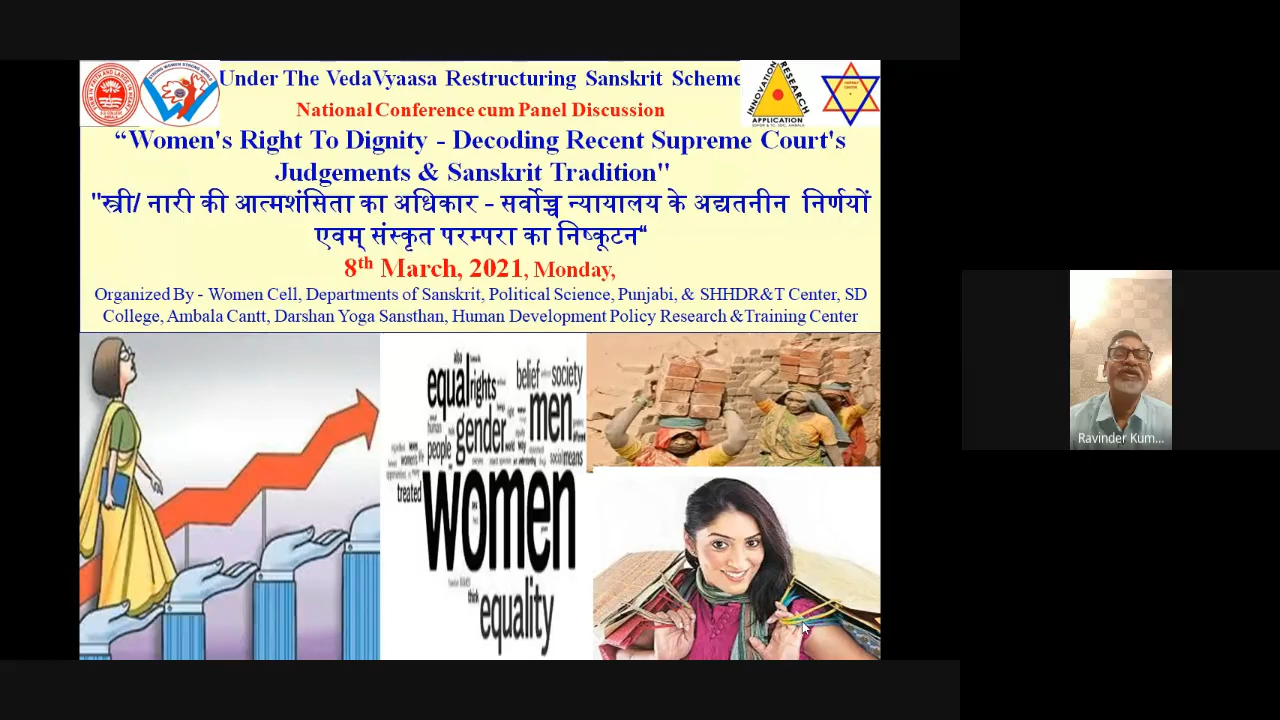 Under The VedaVyaasa Restructuring Sanskrit Scheme
National Conference cum Panel Discussion
“Women's Right To Dignity - Decoding Recent Supreme Court's
Judgements & Sanskrit Tradition"
"स्त्री/ नारी की आत्मशंसिता का अधिकार - सर्वोच्च न्यायालय के अद्यतनीन निर्णयों
एवम् संस्कृत परम्परा का निष्कूटन“
8th March, 2021, Monday,
Organized By - Women Cell, Departments of Sanskrit, Political Science, Punjabi, & SHHDR&T Center, SD
College, Ambala Cantt, Darshan Yoga Sansthan, Human Development Policy Research &Training Center
INNOVATION
RESEARCH
APPLICATION
equal
rights
belief
society
men
gender
people
social
means
treated
women
think
equality
Ravinder Kum...